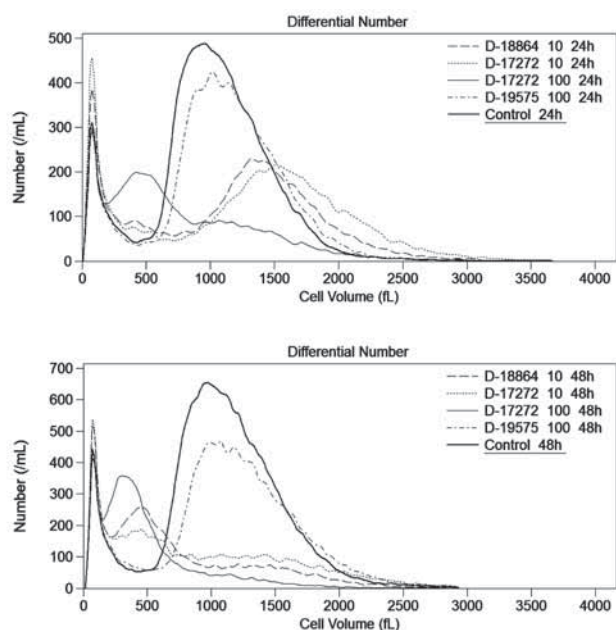 Differential Number
500
400
300
200
100
0
Number (/mL)
D-18864 10 24h
D-17272 10 24h
D-17272 100 24h
D-19575 100 24h
Control 24h
0 500 1000 1500 2000 2500 3000 3500 4000
Cell Volume (fL)
Differential Number
700
600
500
400
300
200
100
0
Number (/mL)
D-18864 10 48h
D-17272 10 48h
D-17272 100 48h
D-19575 100 48h
Control 48h
0 500 1000 1500 2000 2500 3000 3500 4000
Cell Volume (fL)